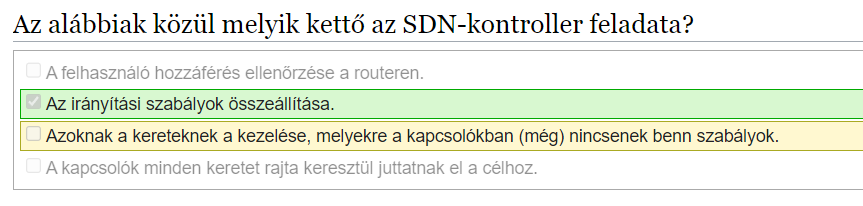 Az alábbiak közül melyik kettő az SDN-kontroller feladata?
A felhasználó hozzáférés ellenőrzése a routeren.
Az irányítási szabályok összeállítása.
Azoknak a kereteknek a kezelése, melyekre a kapcsolókban (még) nincsenek benn szabályok.
A kapcsolók minden keretet rajta keresztül juttatnak el a célhoz.